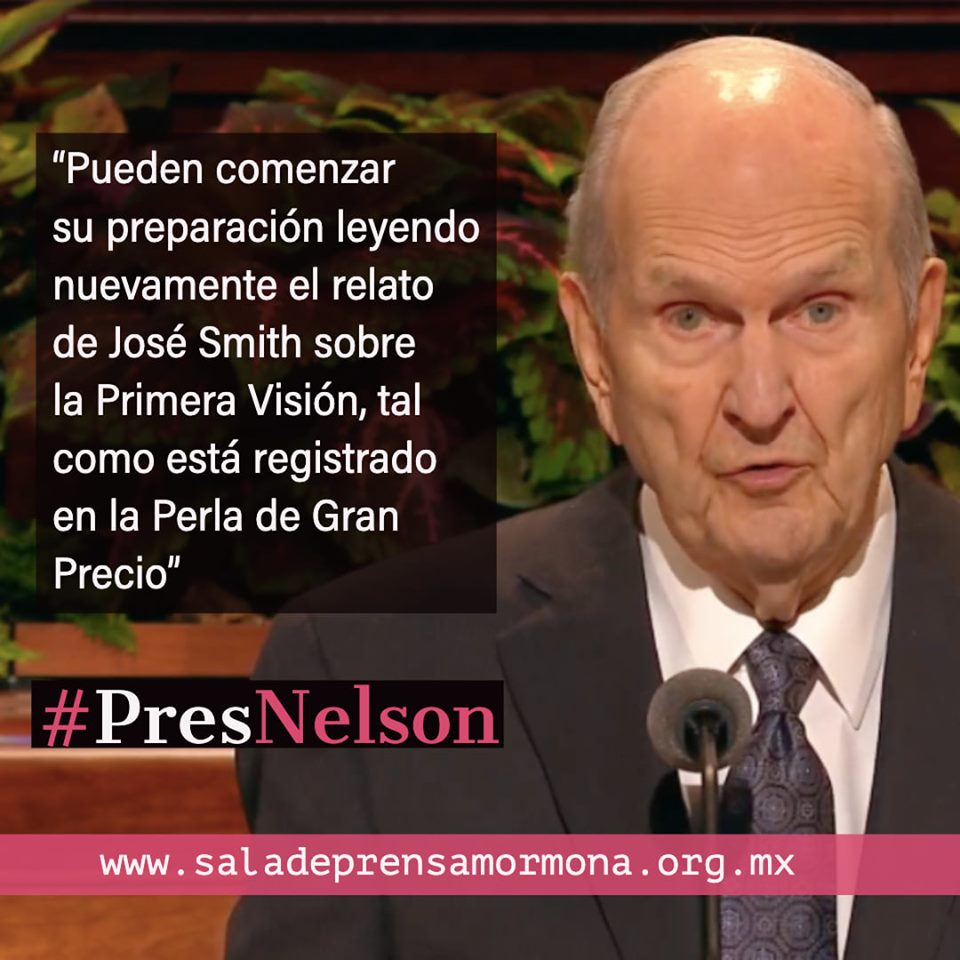 “Pueden comenzar
su preparación leyendo
nuevamente el relato
de José Smith sobre
la Primera Visión, tal
como está registrado
en la Perla de Gran
Precio”
#PresNelson
www.saladeprensamormona.org.mx